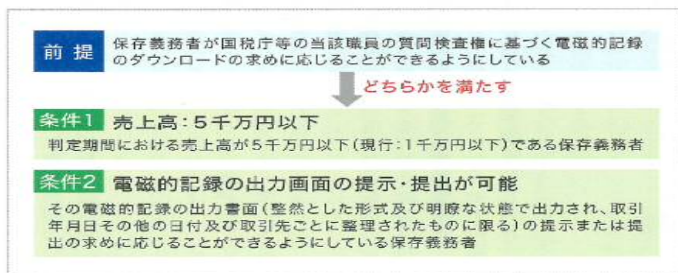 前提
保存義務者が国税庁等の当該職員の質問検査権に基づく電磁的記録
のダウンロードの求めに応じることができるようにしている
どちらかを満たす
条件1 売上高:5千万円以下
判定期間における売上高が5千万円以下(現行:1千万円以下)である保存義務者
条件2 電磁的記録の出力画面の提示・提出が可能
その電磁的記録の出力書面(整然とした形式及び明瞭な状態で出力され、取引
年月日その他の日付及び取引先ごとに整理されたものに限る)の提示または提
出の求めに応じることができるようにしている保存義務者